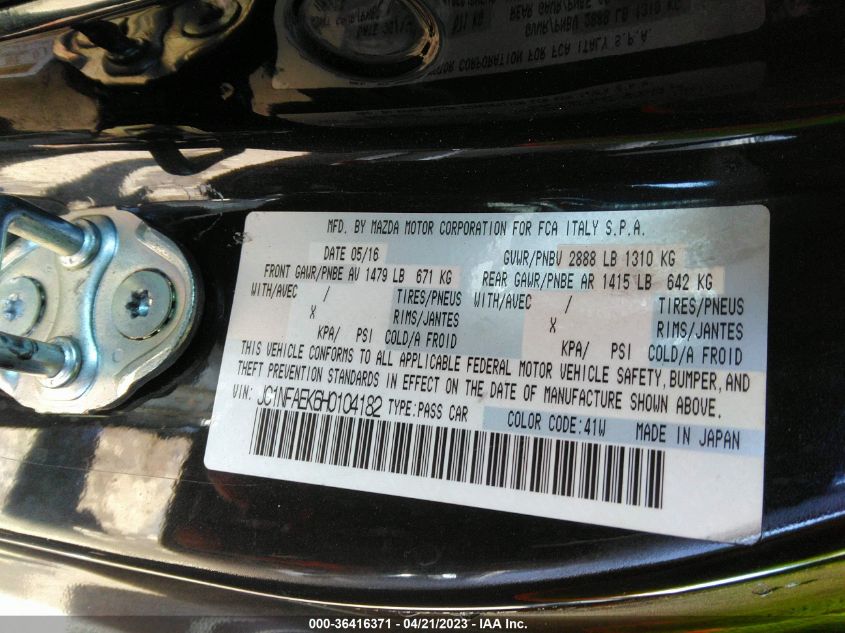 MFD. BY MAZDA MOTOR CORPORATION FOR FCA ITALY S.P.A.
DATE 05/16 GVWR/PNBV 2888 LB 1310 KG
FRONT GAWR/PNBE AV 1479 LB 671 KG REAR GAWR/PNBE AR 1415 LB 642 KG
WITH/AVEC / TIRES/PNEUS WITH/AVEC / TIRES/PNEUS
X RIMS/JANTES X RIMS/JANTES
KPA/ PSI COLD/A FROID KPA/ PSI COLD/A FROID
THIS VEHICLE CONFORMS TO ALL APPLICABLE FEDERAL MOTOR VEHICLE SAFETY, BUMPER, AND
THEFT PREVENTION STANDARDS IN EFFECT ON THE DATE OF MANUFACTURE SHOWN ABOVE.
VIN: JC1NFAEK6H0104182 TYPE: PASS CAR
COLOR CODE: 41W MADE IN JAPAN
000-36416371 - 04/21/2023 - IAA Inc.